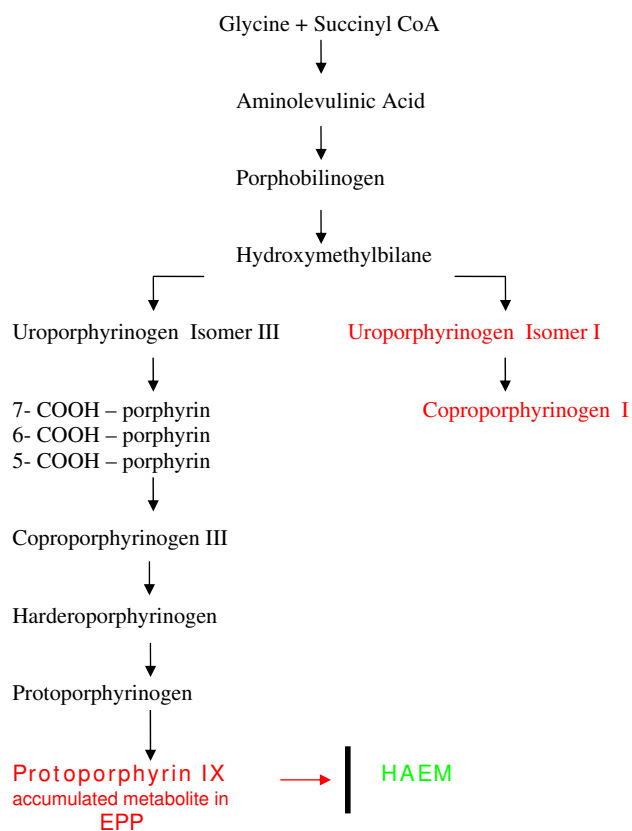 Glycine + Succinyl CoA
Aminolevulinic Acid
Porphobilinogen
Hydroxymethylbilane
Uroporphyrinogen Isomer III
Uroporphyrinogen Isomer I
7- COOH – porphyrin
6- COOH – porphyrin
5- COOH – porphyrin
Coproporphyrinogen I
Coproporphyrinogen III
Harderoporphyrinogen
Protoporphyrinogen
Protoporphyrin IX
accumulated metabolite in
EPP
HAEM